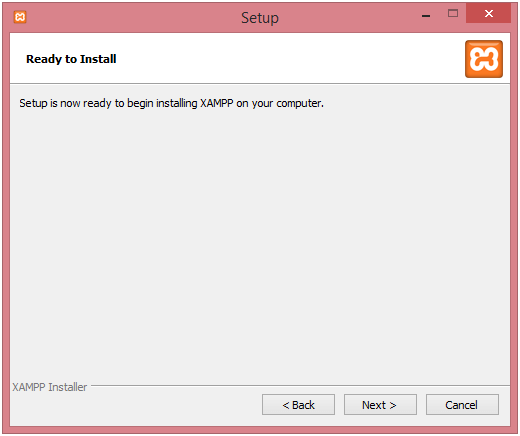 Setup
Ready to Install
Setup is now ready to begin installing XAMPP on your computer.
XAMPP Installer
< Back
Next >
Cancel